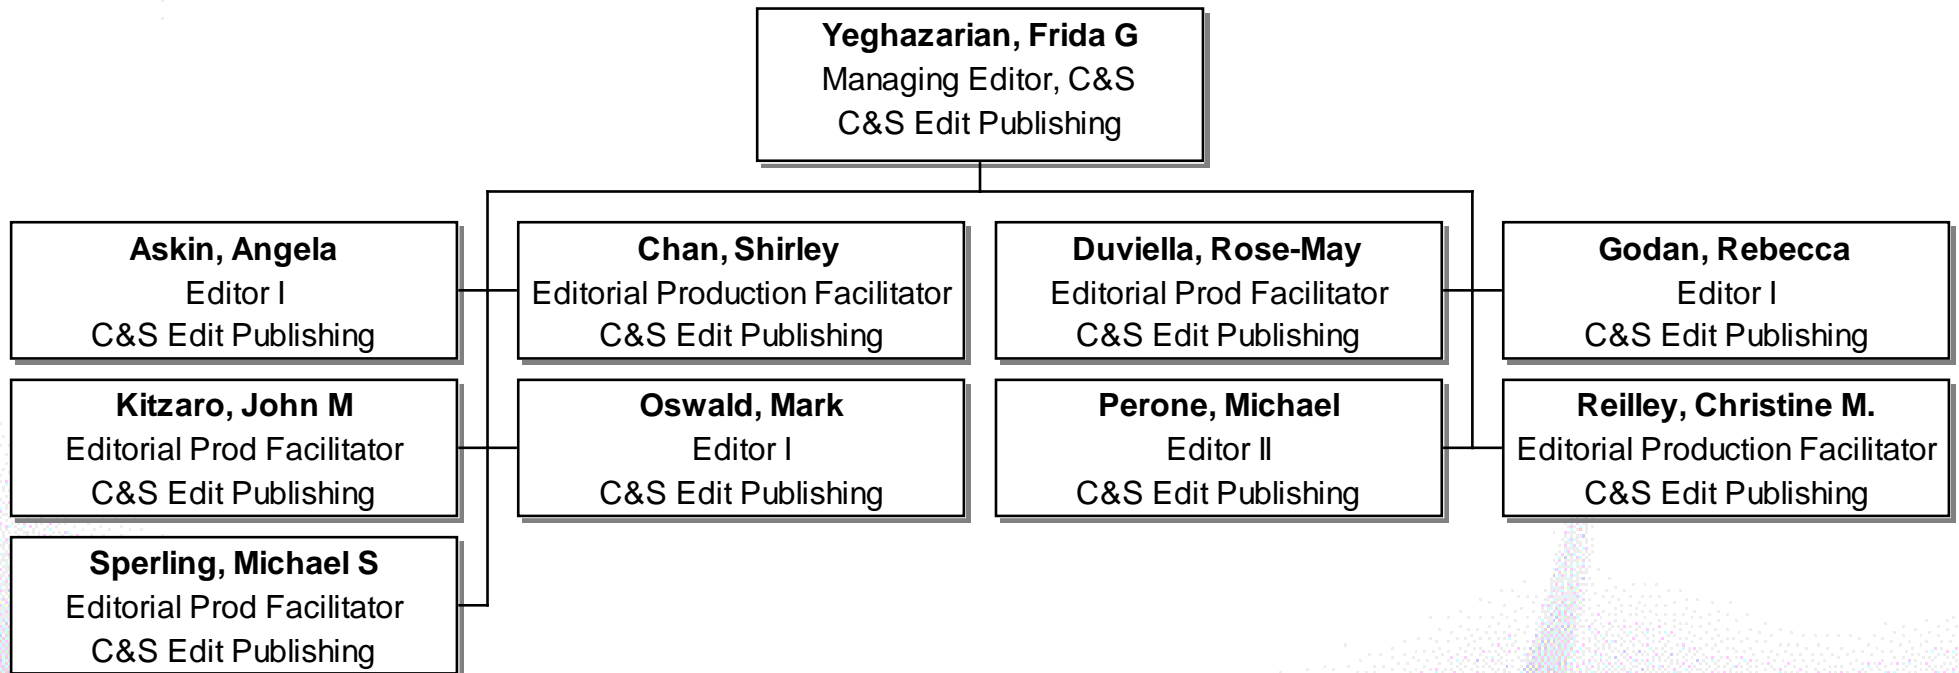 Yeghazarian, Frida G
Managing Editor, C&S
C&S Edit Publishing
Askin, Angela
Editor I
C&S Edit Publishing
Chan, Shirley
Editorial Production Facilitator
C&S Edit Publishing
Duviella, Rose-May
Editorial Prod Facilitator
C&S Edit Publishing
Godan, Rebecca
Editor I
C&S Edit Publishing
Kitzaro, John M
Editorial Prod Facilitator
C&S Edit Publishing
Oswald, Mark
Editor I
C&S Edit Publishing
Perone, Michael
Editor II
C&S Edit Publishing
Reilley, Christine M.
Editorial Production Facilitator
C&S Edit Publishing
Sperling, Michael S
Editorial Prod Facilitator
C&S Edit Publishing